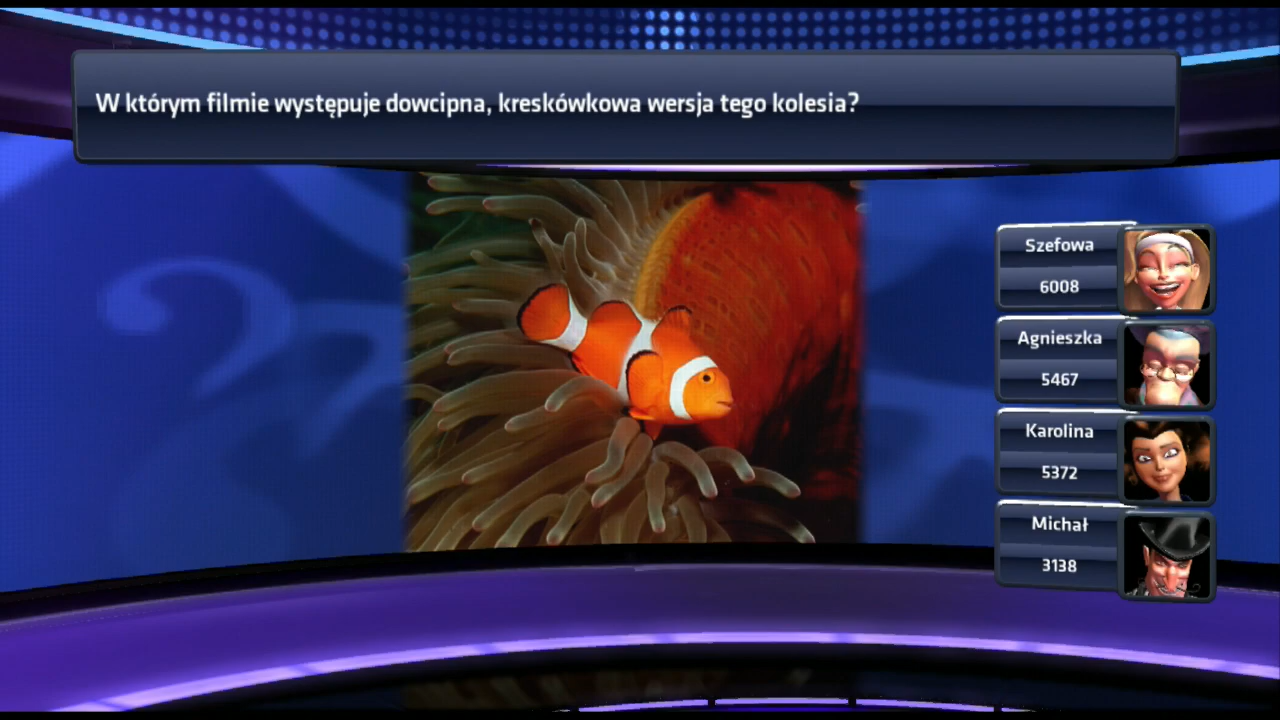 W którym filmie występuje dowcipna, kreskówkowa wersja tego kolesia?
Szefowa
6008
Agnieszka
5467
Karolina
5372
Michał
3138